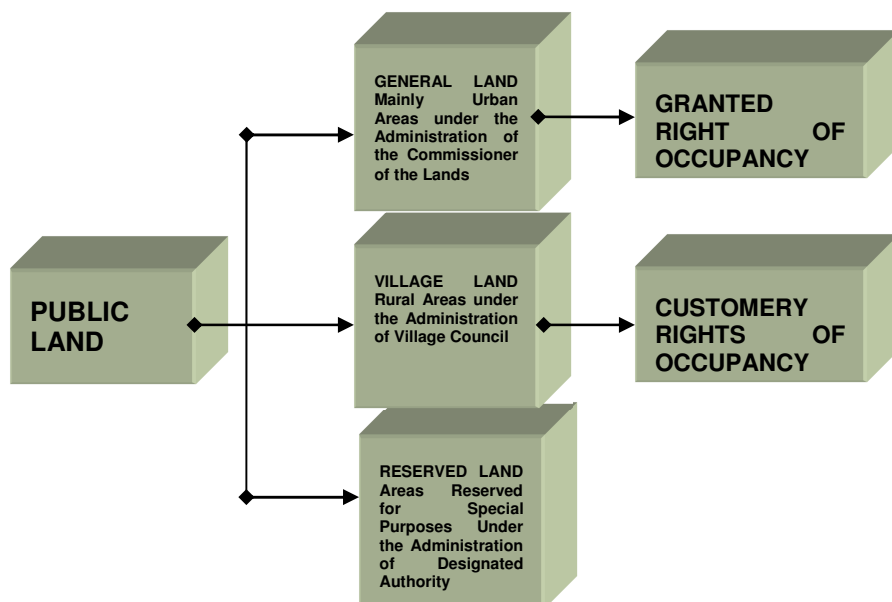 GENERAL LAND
Mainly Urban
Areas under the
Administration of
the Commissioner
of the Lands
GRANTED
RIGHT OF
OCCUPANCY
PUBLIC
LAND
VILLAGE LAND
Rural Areas under
the Administration
of Village Council
CUSTOMERY
RIGHTS OF
OCCUPANCY
RESERVED LAND
Areas Reserved
for Special
Purposes Under
the Administration
of Designated
Authority